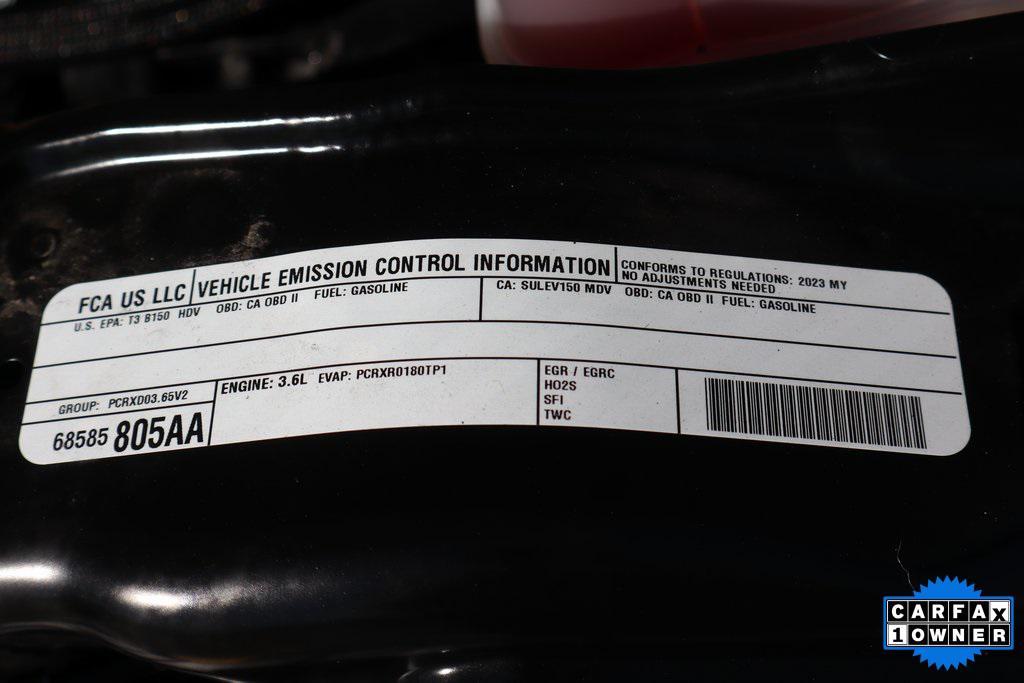 FCA US LLC
VEHICLE EMISSION CONTROL INFORMATION
CONFORMS TO REGULATIONS: 2023 MY
NO ADJUSTMENTS NEEDED
U.S. EPA: T3 B150 HDV OBD: CA OBD II FUEL: GASOLINE
CA: SULEV150 MDV OBD: CA OBD II FUEL: GASOLINE
GROUP: PCRXD03.65V2
68585 805AA
ENGINE: 3.6L EVAP: PCRXR0180TP1
EGR / EGRC
HO2S
SFI
TWC
CARFAX
1 OWNER